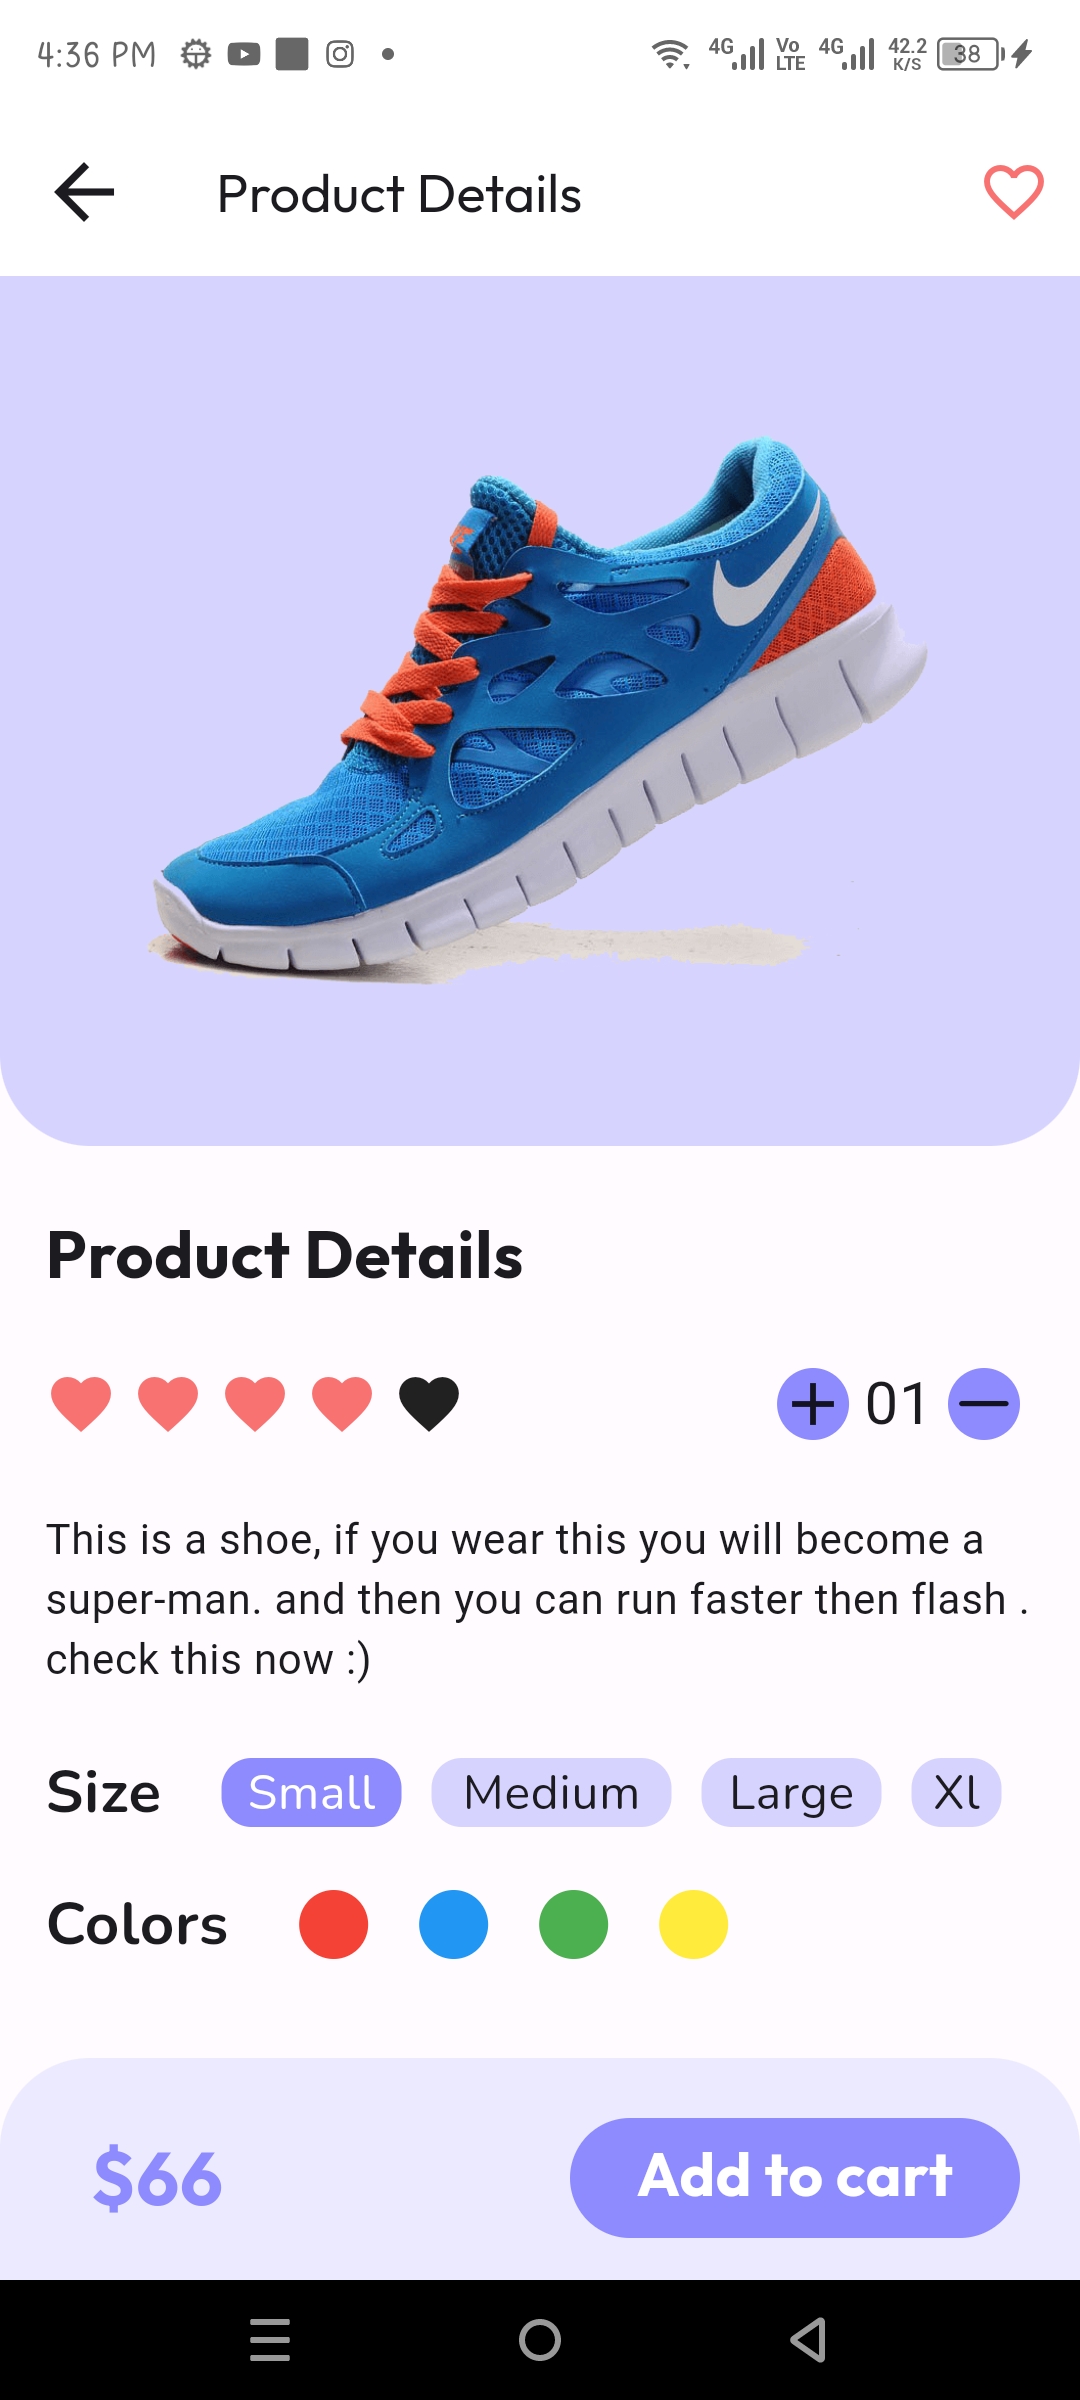 4:36 PM 4G Vo LTE 4G 42.2 K/S 38
Product Details
Product Details
01
This is a shoe, if you wear this you will become a
super-man. and then you can run faster then flash .
check this now :)
Size Small Medium Large Xl
Colors
$66 Add to cart